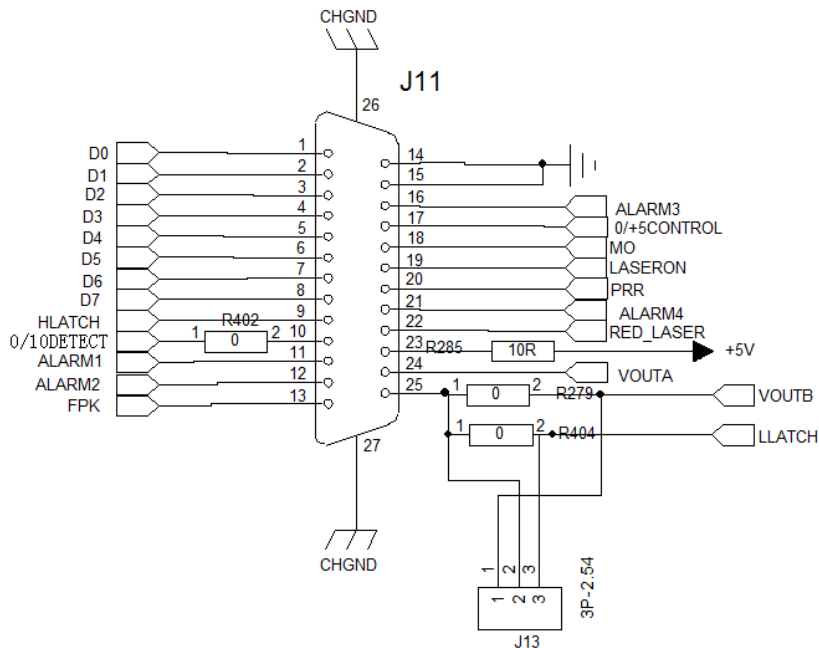 CHGND
J11
26
D0 1
D1 2
D2 3
D3 4
D4 5
D5 6
D6 7
D7 8
HLATCH 9
0/10DETECT 1 R402 0 2 10
ALARM1 11
ALARM2 12
FPK 13
14
15
16 ALARM3
17 0/+5CONTROL
18 MO
19 LASERON
20 PRR
21 ALARM4
22 RED_LASER
23 R285 10R +5V
24 VOUTA
25 1 0 2 R279 VOUTB
1 0 2 R404 LLATCH
27
CHGND
1 2 3
1 2 3
3P-2.54
J13